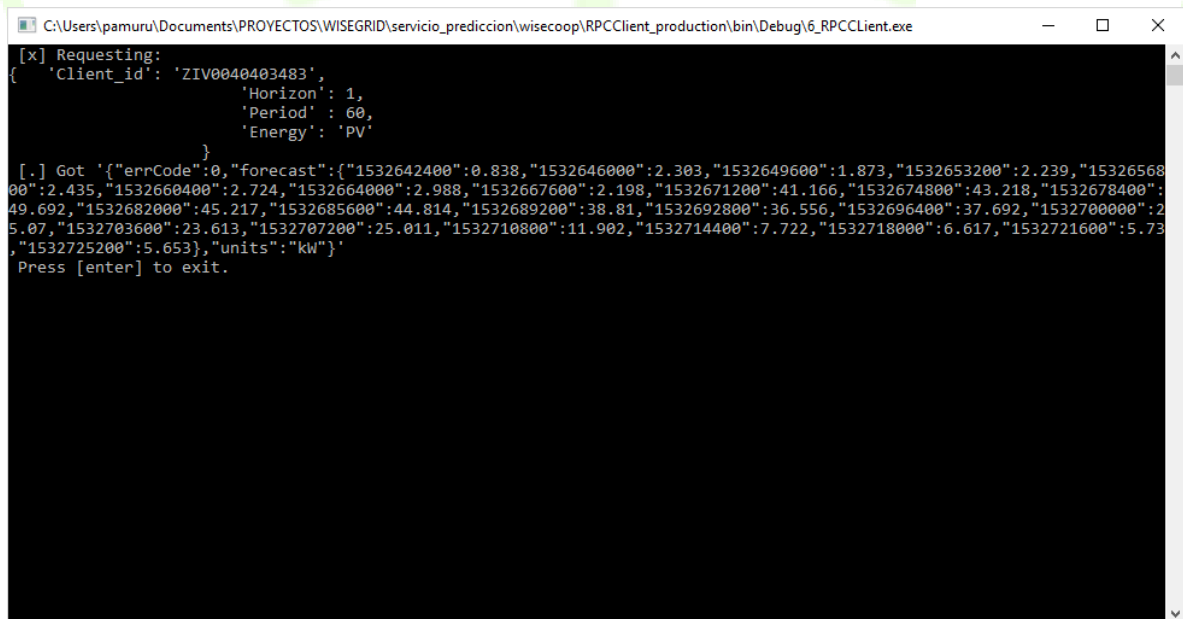 C:\Users\pamuru\Documents\PROYECTOS\WISEGRID\servicio_prediccion\wisecoop\RPCClient_production\bin\Debug\6_RPCCLient.exe
[x] Requesting:
{   'Client_id': 'ZIV0040403483',
'Horizon': 1,
'Period' : 60,
'Energy': 'PV'
}
[.] Got '{"errCode":0,"forecast":{"1532642400":0.838,"1532646000":2.303,"1532649600":1.873,"1532653200":2.239,"15326568
00":2.435,"1532660400":2.724,"1532664000":2.988,"1532667600":2.198,"1532671200":41.166,"1532674800":43.218,"1532678400":
49.692,"1532682000":45.217,"1532685600":44.814,"1532689200":38.81,"1532692800":36.556,"1532696400":37.692,"1532700000":2
5.07,"1532703600":23.613,"1532707200":25.011,"1532710800":11.902,"1532714400":7.722,"1532718000":6.617,"1532721600":5.73
,"1532725200":5.653},"units":"kW"}'
Press [enter] to exit.